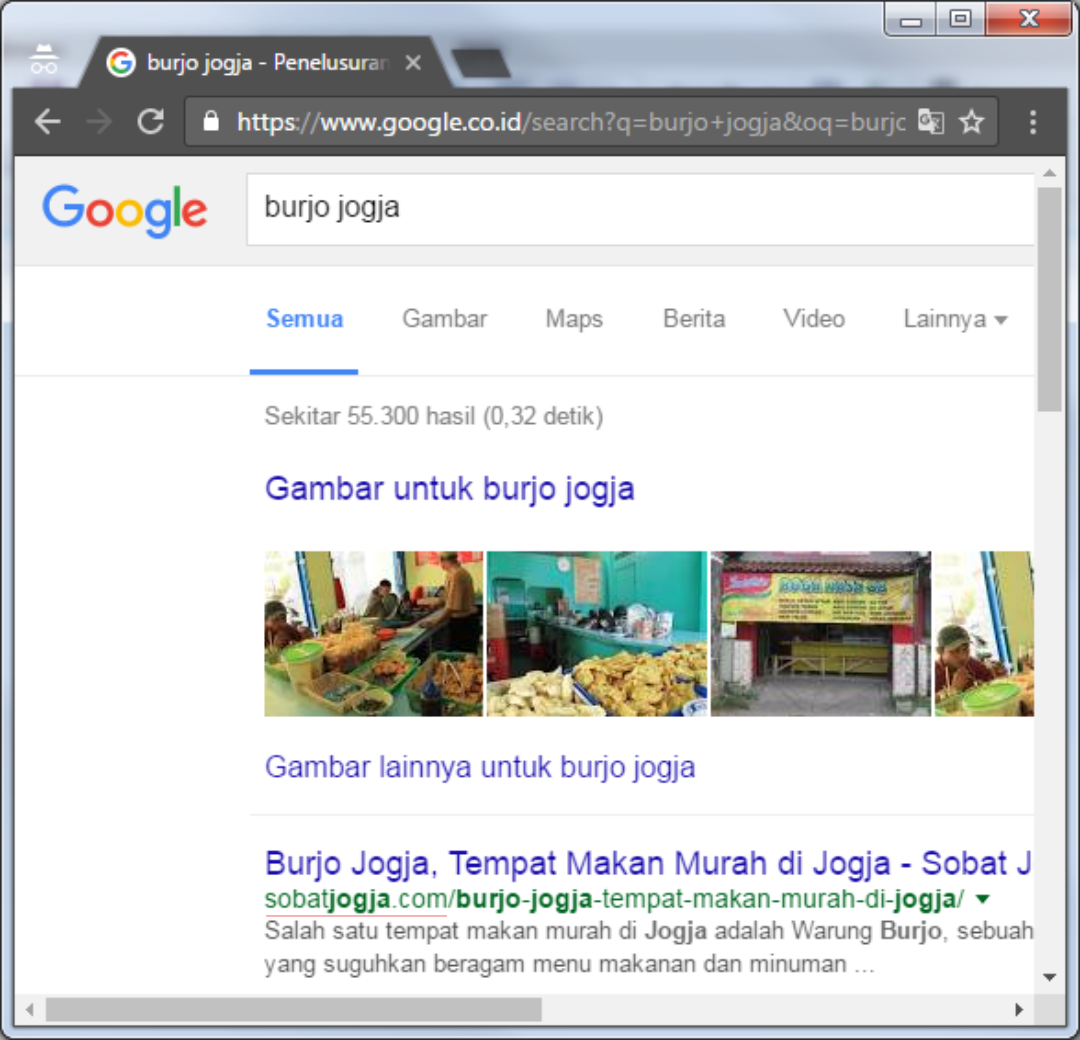 burjo jogja - Penelusuran
https://www.google.co.id/search?q=burjo+jogja&oq=burjo
Google
burjo jogja
Semua Gambar Maps Berita Video Lainnya
Sekitar 55.300 hasil (0,32 detik)
Gambar untuk burjo jogja
Gambar lainnya untuk burjo jogja
Burjo Jogja, Tempat Makan Murah di Jogja - Sobat J
sobatjogja.com/burjo-jogja-tempat-makan-murah-di-jogja/
Salah satu tempat makan murah di Jogja adalah Warung Burjo, sebuah
yang suguhkan beragam menu makanan dan minuman ...